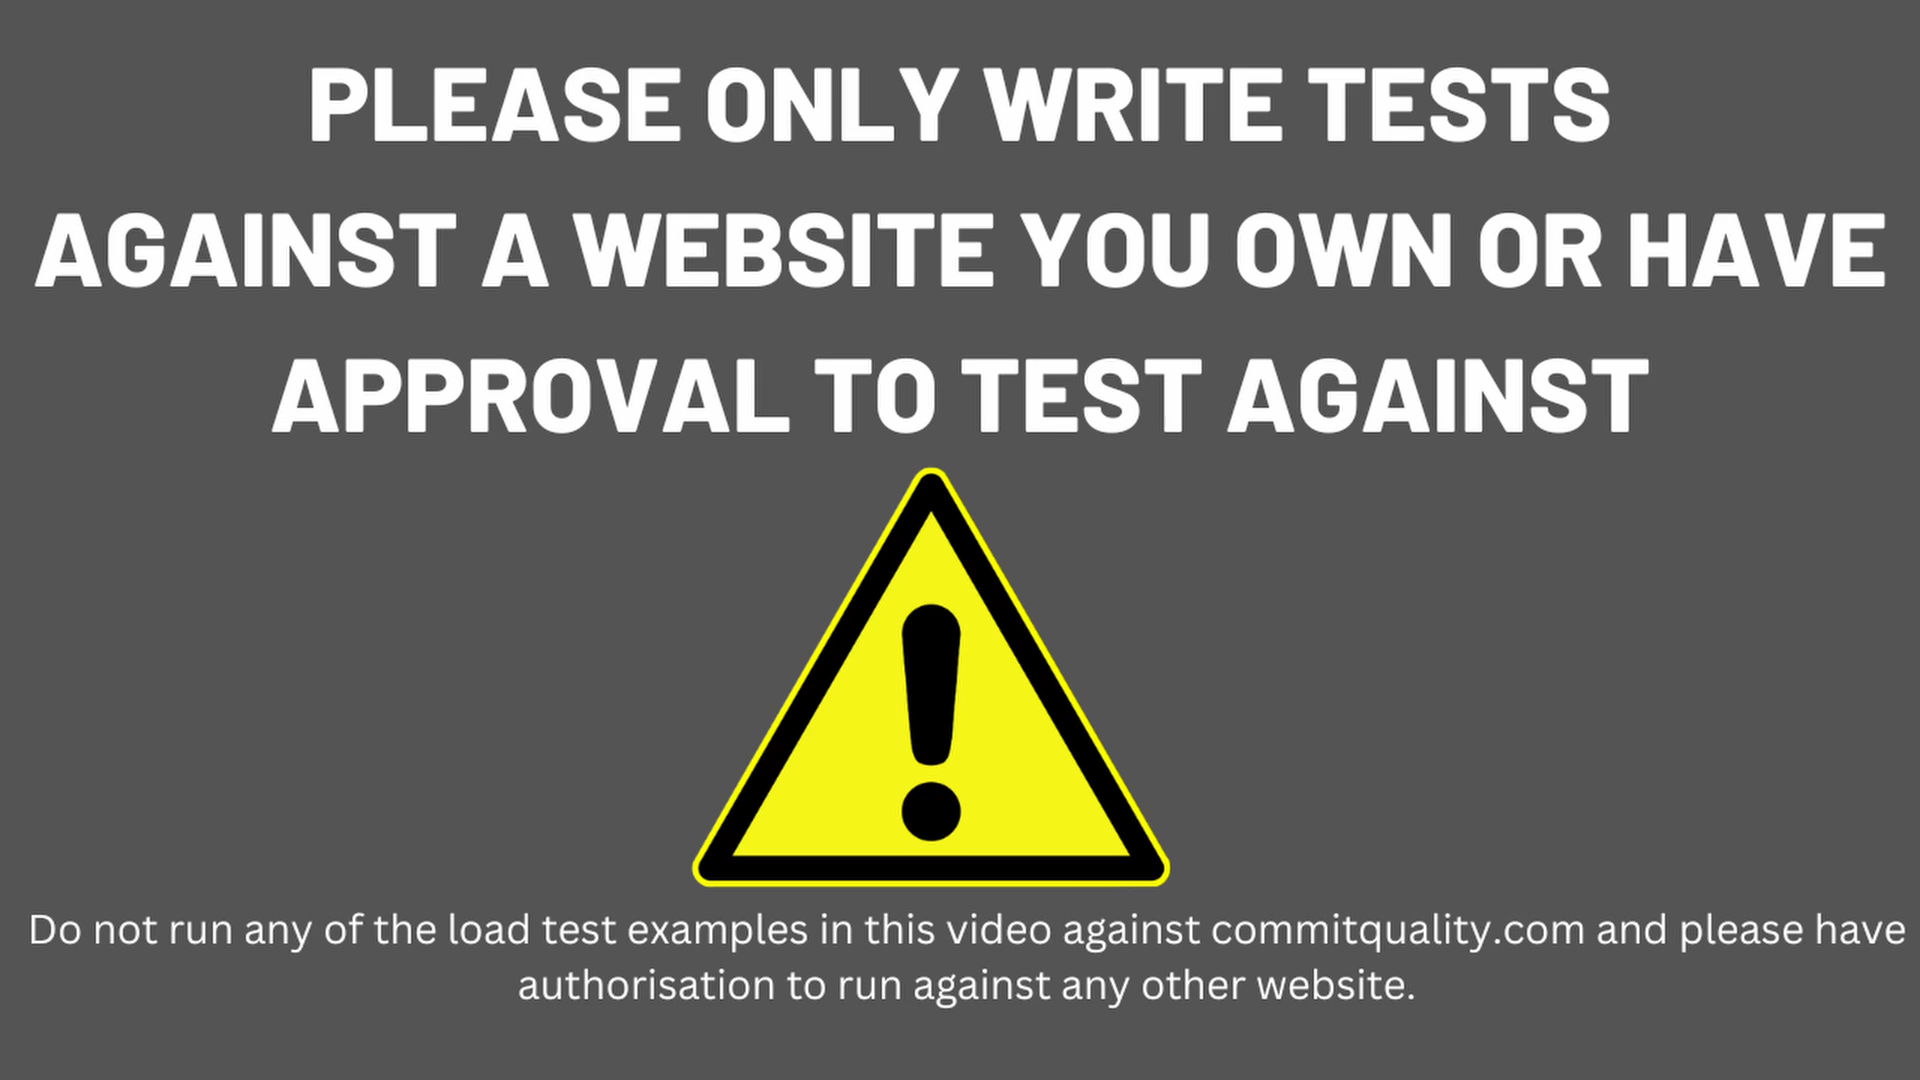 PLEASE ONLY WRITE TESTS
AGAINST A WEBSITE YOU OWN OR HAVE
APPROVAL TO TEST AGAINST
Do not run any of the load test examples in this video against commitquality.com and please have
authorisation to run against any other website.